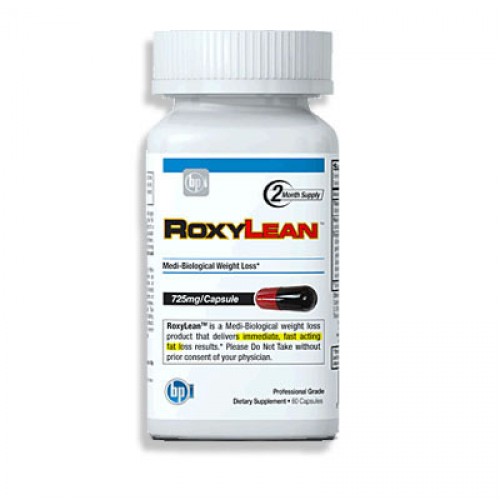 bpi
2 Month Supply
ROXYLEAN™
Medi-Biological Weight Loss*
725mg/Capsule
RoxyLean™ is a Medi-Biological weight loss
product that delivers immediate, fast acting
fat loss results.* Please Do Not Take without
prior consent of your physician.
Professional Grade
bpi
Dietary Supplement • 60 Capsules